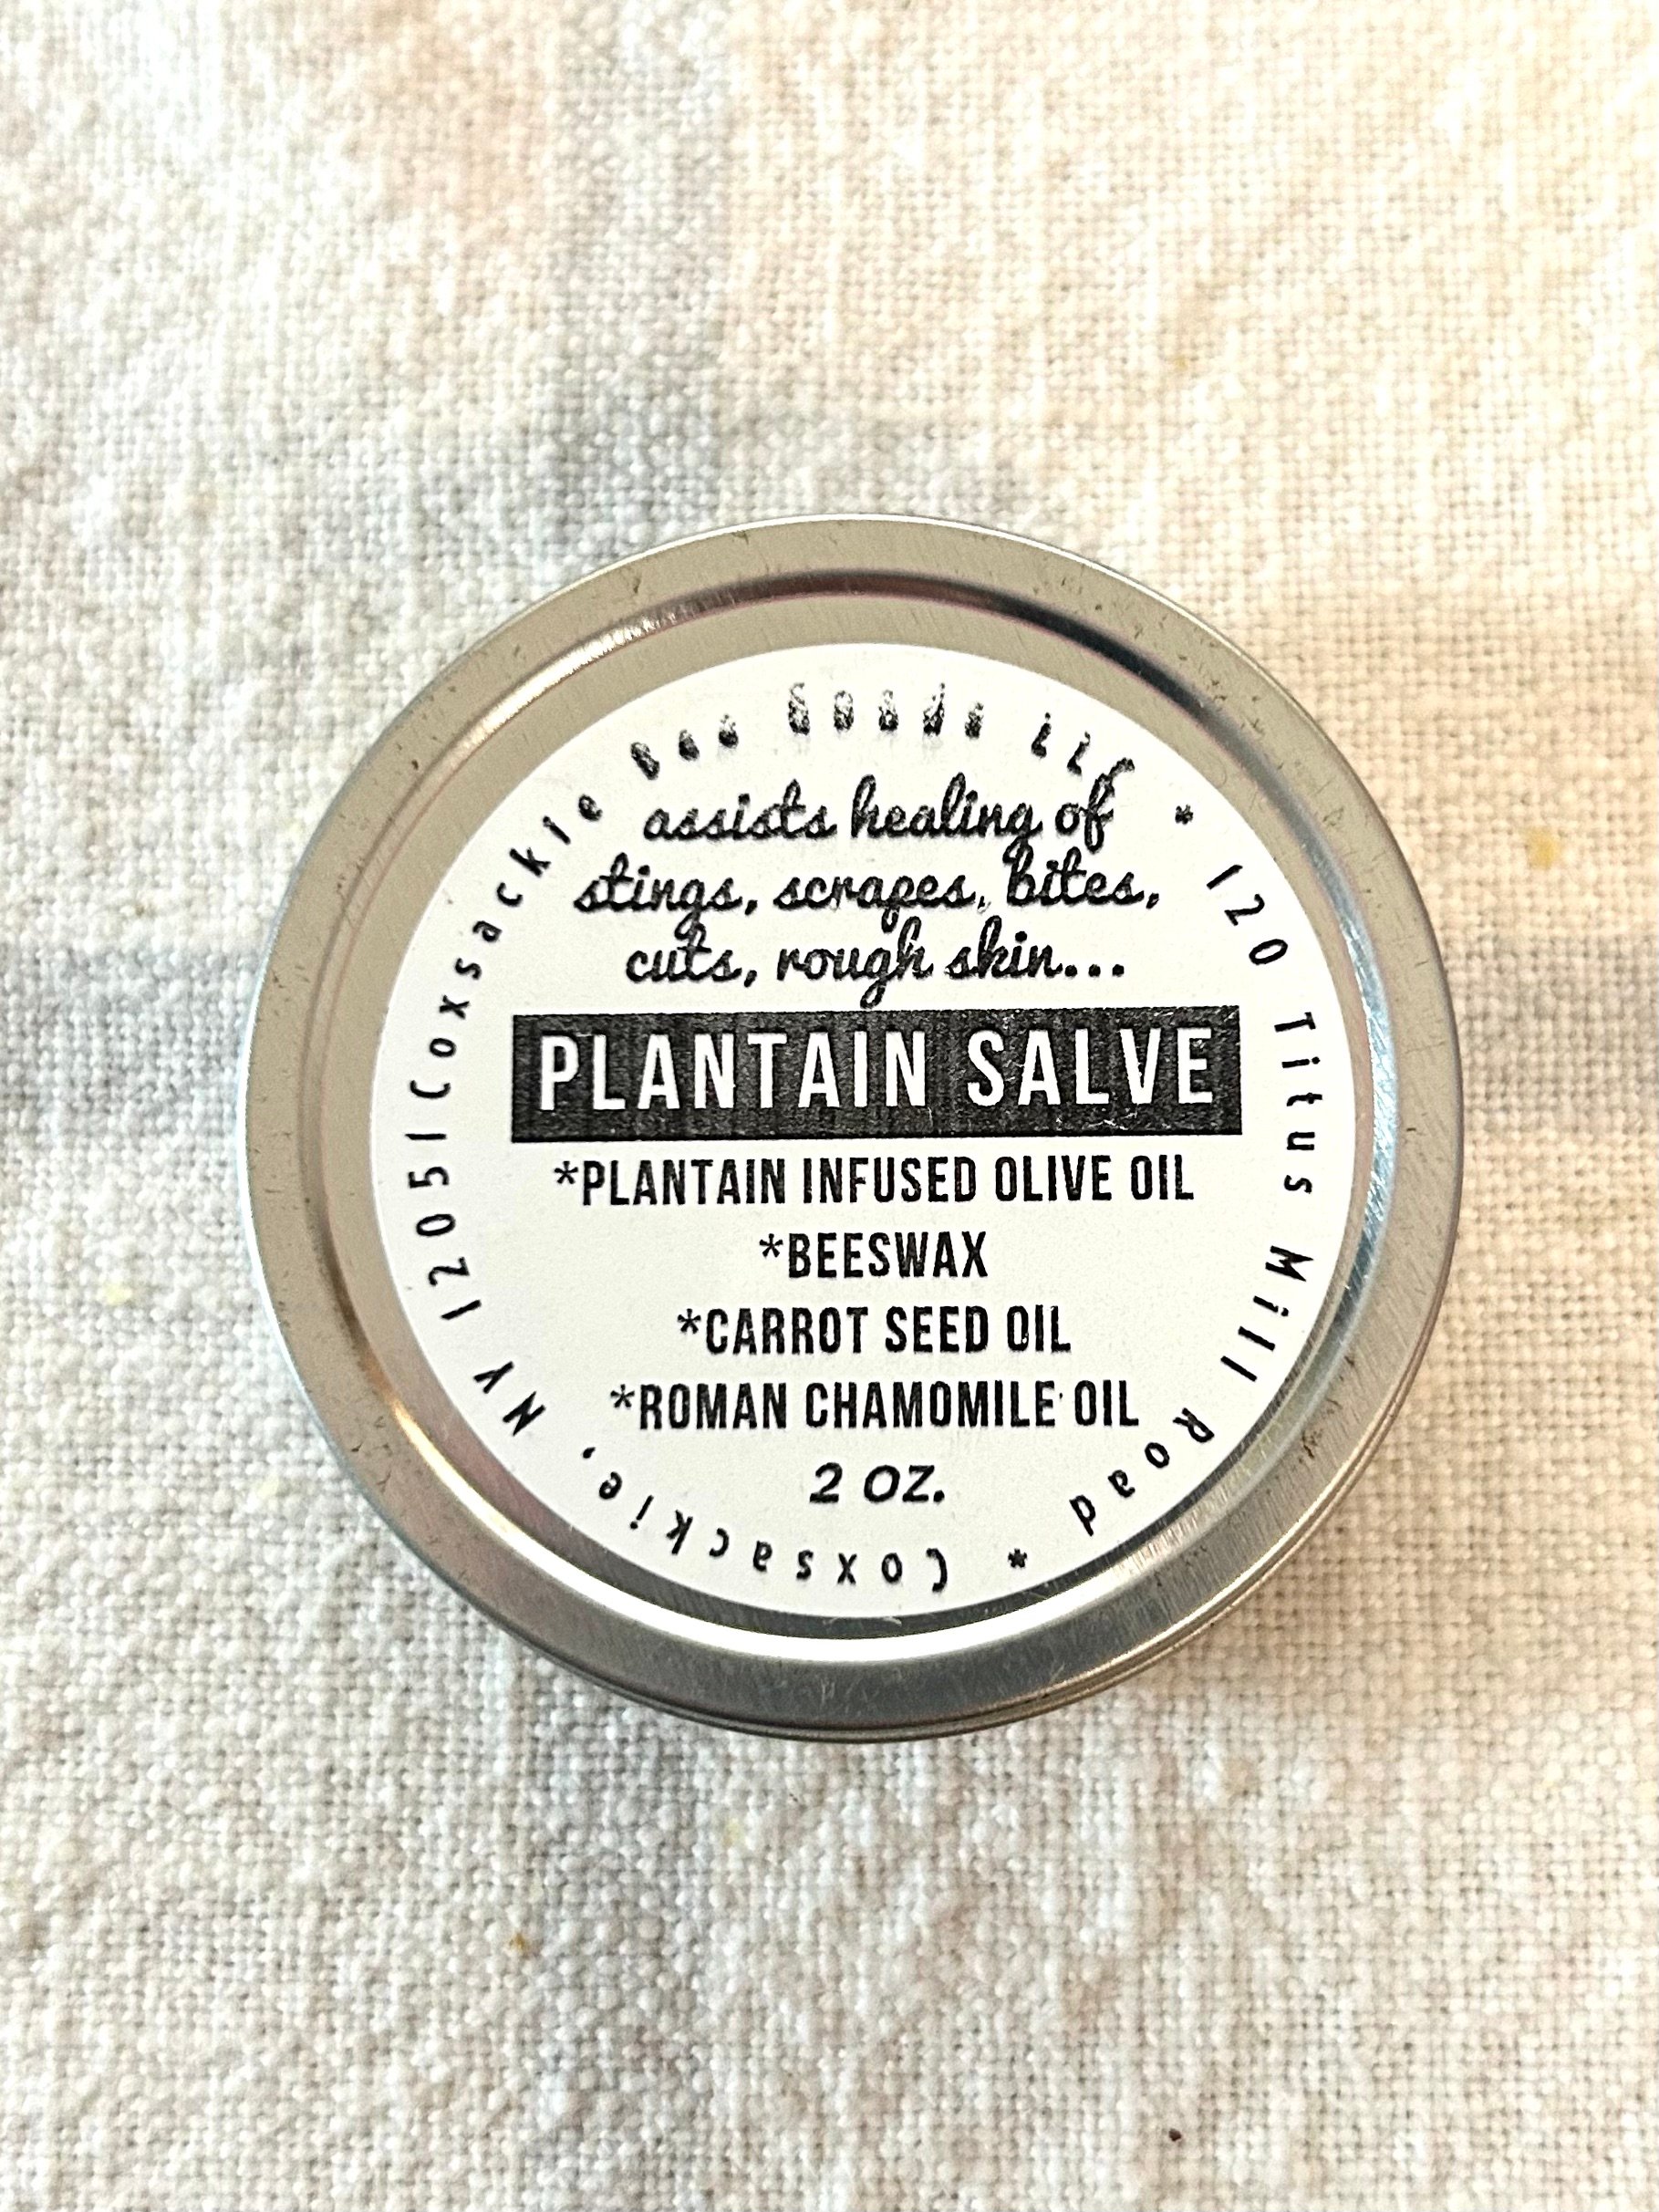 Coxsackie Bee Goods LLC * 120 Titus Mill Road * Coxsackie, NY 12051
assists healing of
stings, scrapes, bites,
cuts, rough skin...
PLANTAIN SALVE
*PLANTAIN INFUSED OLIVE OIL
*BEESWAX
*CARROT SEED OIL
*ROMAN CHAMOMILE OIL
2 OZ.